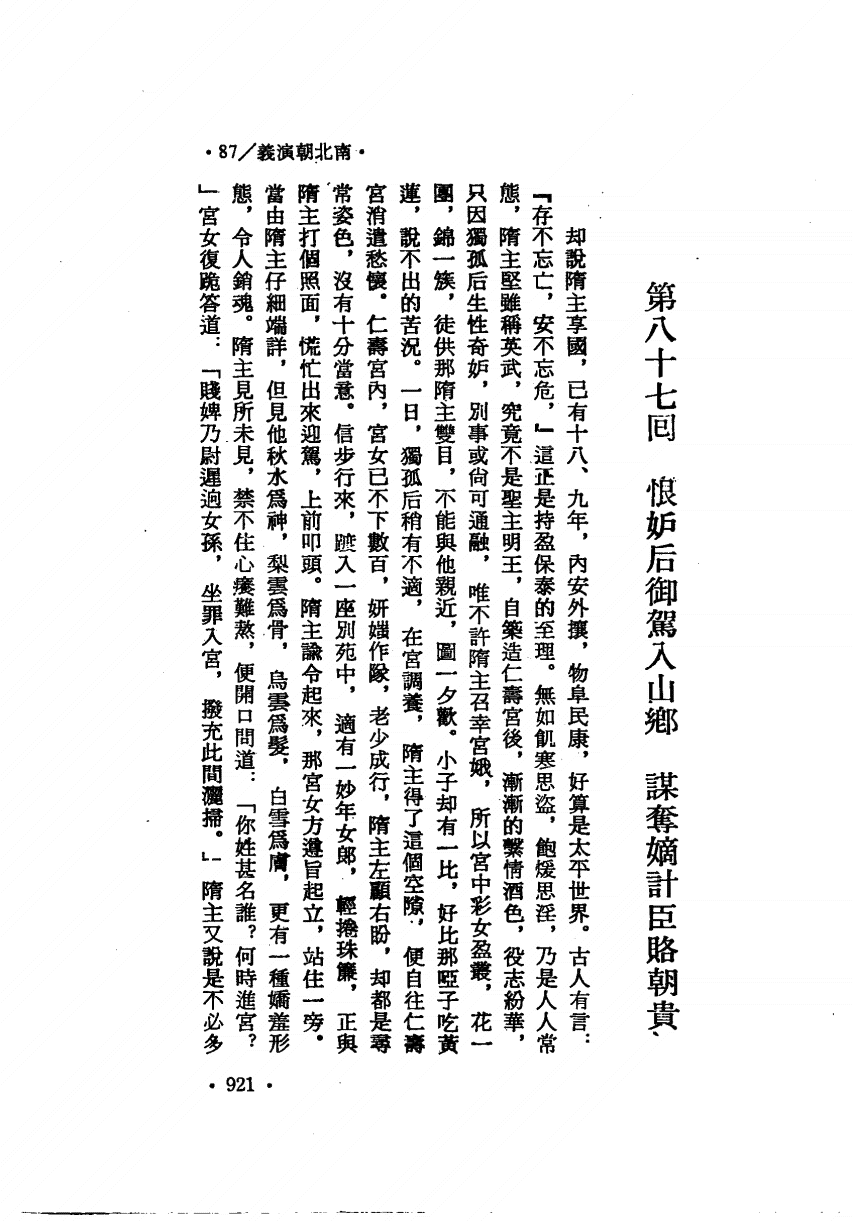 ·87／義演朝北南·
第八十七回　恨妒后御駕入山鄉　謀奪嫡計臣賂朝貴
却說隋主享國，已有十八、九年，內安外攘，物阜民康，好算是太平世界。古人有言：
「存不忘亡，安不忘危，」這正是持盈保泰的至理。無如飢寒思盜，飽煖思淫，乃是人人常
態，隋主堅雖稱英武，究竟不是聖主明王，自築造仁壽宮後，漸漸的繫情酒色，役志紛華，
只因獨孤后生性奇妒，別事或尙可通融，唯不許隋主召幸宮娥，所以宮中彩女盈叢，花一
團，錦一簇，徒供那隋主雙目，不能與他親近，圖一夕歡。小子却有一比，好比那啞子吃黃
蓮，說不出的苦況。一日，獨孤后稍有不適，在宮調養，隋主得了這個空隙，便自往仁壽
宮消遣愁懷。仁壽宮內，宮女已不下數百，妍媸作隊，老少成行，隋主左顧右盼，却都是尋
常姿色，沒有十分當意。信步行來，踱入一座別苑中，適有一妙年女郎，輕捲珠簾，正與
隋主打個照面，慌忙出來迎駕，上前叩頭。隋主諭令起來，那宮女方遵旨起立，站住一旁。
當由隋主仔細端詳，但見他秋水爲神，梨雲爲骨，烏雲爲髮，白雪爲膚，更有一種嬌羞形
態，令人銷魂。隋主見所未見，禁不住心癢難熬，便開口問道：「你姓甚名誰？何時進宮？
」宮女復跪答道：「賤婢乃尉遲迥女孫，坐罪入宮，撥充此間灑掃。」隋主又說是不必多
·921·